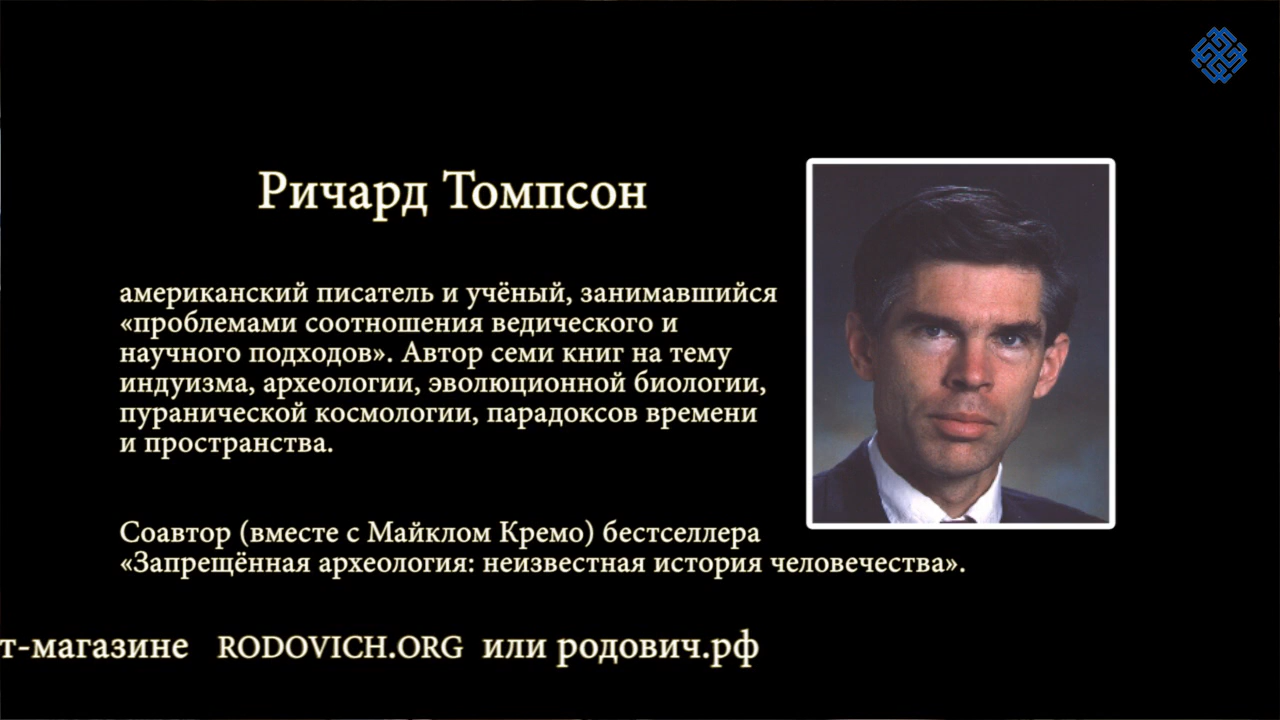 Ричард Томпсон
американский писатель и учёный, занимавшийся
«проблемами соотношения ведического и
научного подходов». Автор семи книг на тему
индуизма, археологии, эволюционной биологии,
пуранической космологии, парадоксов времени
и пространства.
Соавтор (вместе с Майклом Кремо) бестселлера
«Запрещённая археология: неизвестная история человечества».
т-магазине RODOVICH.ORG или родович.рф